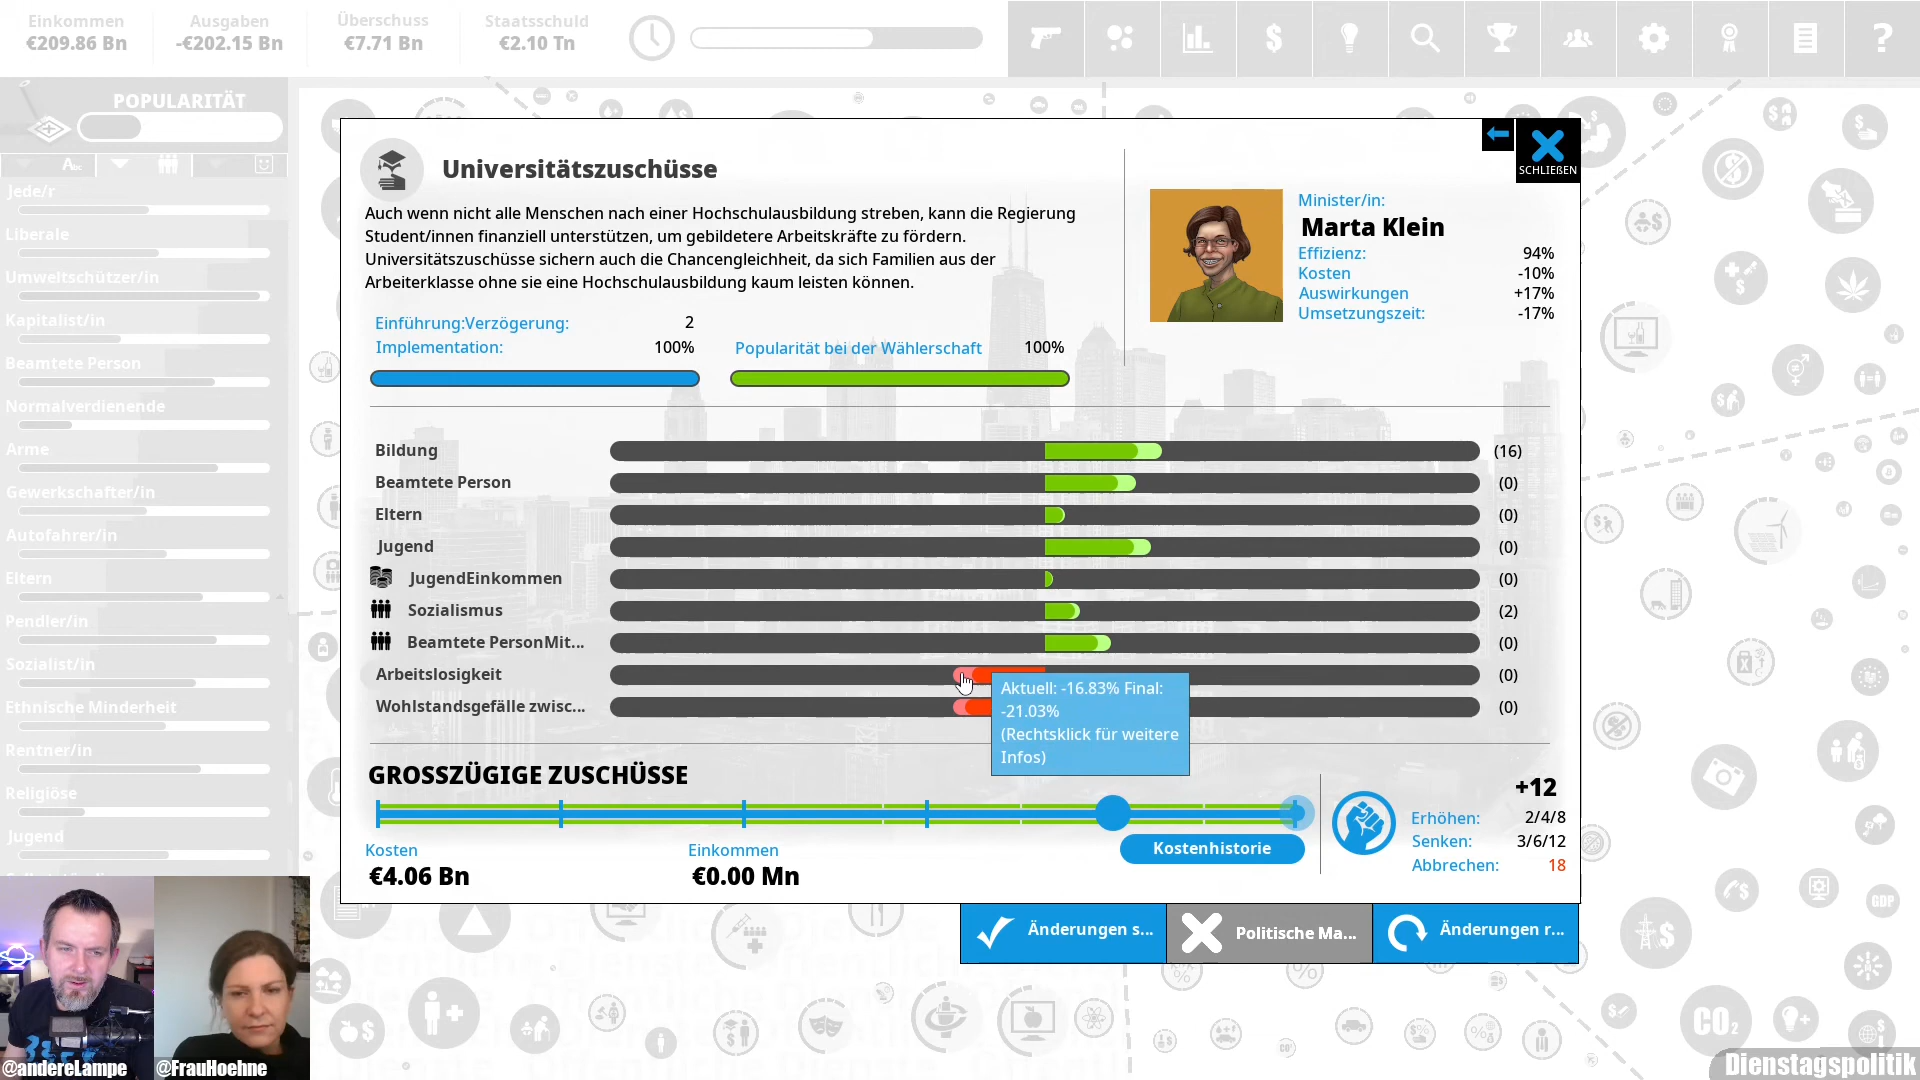 Einkommen
€209.86 Bn
Ausgaben
-€202.15 Bn
Überschuss
€7.71 Bn
Staatsschuld
€2.10 Tn
POPULARITÄT
Jede/r
Liberale
Umweltschützer/in
Kapitalist/in
Beamtete Person
Normalverdienende
Arme
Gewerkschafter/in
Autofahrer/in
Eltern
Pendler/in
Sozialist/in
Ethnische Minderheit
Rentner/in
Religiöse
Jugend
SCHLIEßEN
Universitätszuschüsse
Auch wenn nicht alle Menschen nach einer Hochschulausbildung streben, kann die Regierung
Student/innen finanziell unterstützen, um gebildetere Arbeitskräfte zu fördern.
Universitätszuschüsse sichern auch die Chancengleichheit, da sich Familien aus der
Arbeiterklasse ohne sie eine Hochschulausbildung kaum leisten können.
Einführung:Verzögerung: 2
Implementation: 100%
Popularität bei der Wählerschaft 100%
Minister/in:
Marta Klein
Effizienz: 94%
Kosten -10%
Auswirkungen +17%
Umsetzungszeit: -17%
Bildung (16)
Beamtete Person (0)
Eltern (0)
Jugend (0)
JugendEinkommen (0)
Sozialismus (2)
Beamtete PersonMit... (0)
Arbeitslosigkeit (0)
Wohlstandsgefälle zwisc... (0)
Aktuell: -16.83% Final:
-21.03%
(Rechtsklick für weitere
Infos)
GROSSZÜGIGE ZUSCHÜSSE
Kosten
€4.06 Bn
Einkommen
€0.00 Mn
Kostenhistorie
+12
Erhöhen: 2/4/8
Senken: 3/6/12
Abbrechen: 18
Änderungen s...
Politische Ma...
Änderungen r...
GDP
CO₂
@andereLampe
@FrauHoehne
Dienstagspolitik